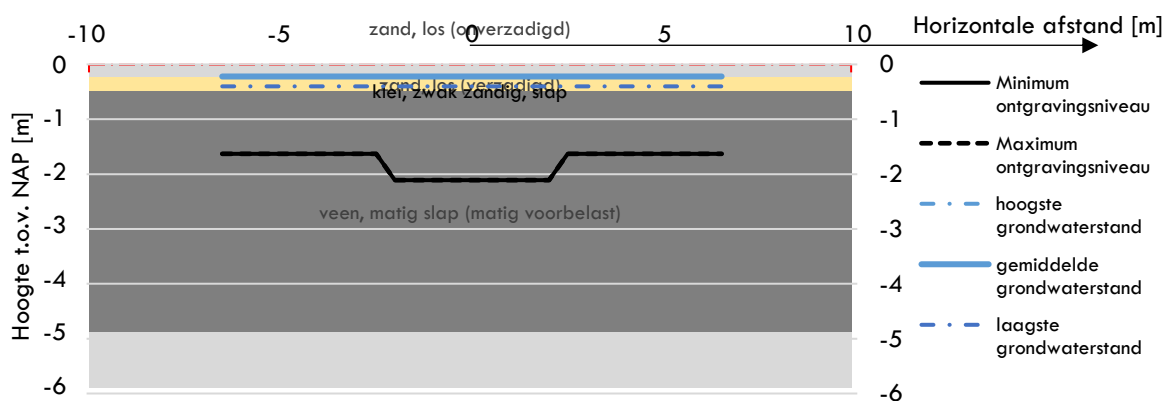 zand, los (onverzadigd)
Horizontale afstand [m]
-10
-5
0
5
10
Hoogte t.o.v. NAP [m]
0
-1
-2
-3
-4
-5
-6
zand, los (verzadigd)
klei, zwak zandig, slap
veen, matig slap (matig voorbelast)
0
-1
-2
-3
-4
-5
-6
Minimum
ontgravingsniveau
Maximum
ontgravingsniveau
hoogste
grondwaterstand
gemiddelde
grondwaterstand
laagste
grondwaterstand